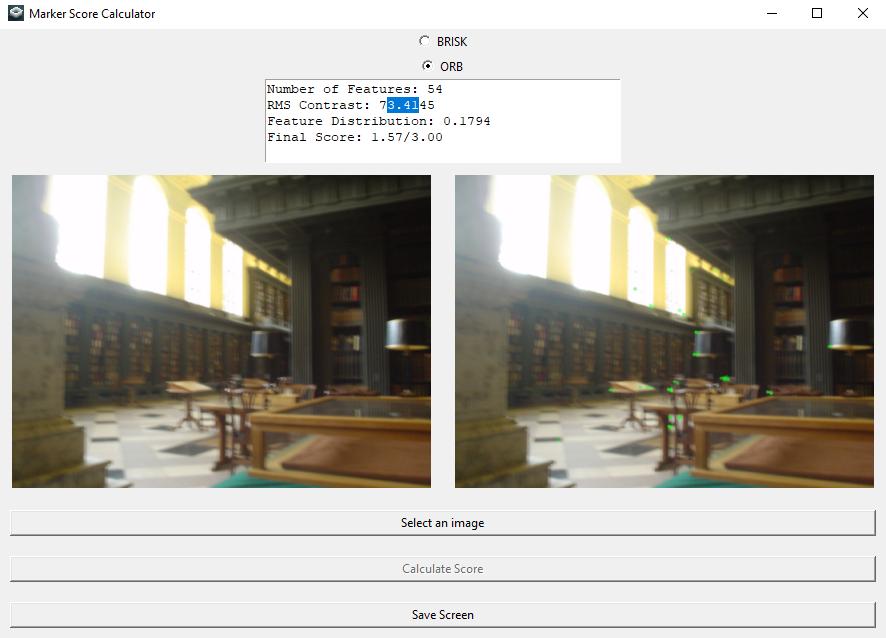 Marker Score Calculator
BRISK
ORB
Number of Features: 54
RMS Contrast: 73.4145
Feature Distribution: 0.1794
Final Score: 1.57/3.00
Select an image
Calculate Score
Save Screen